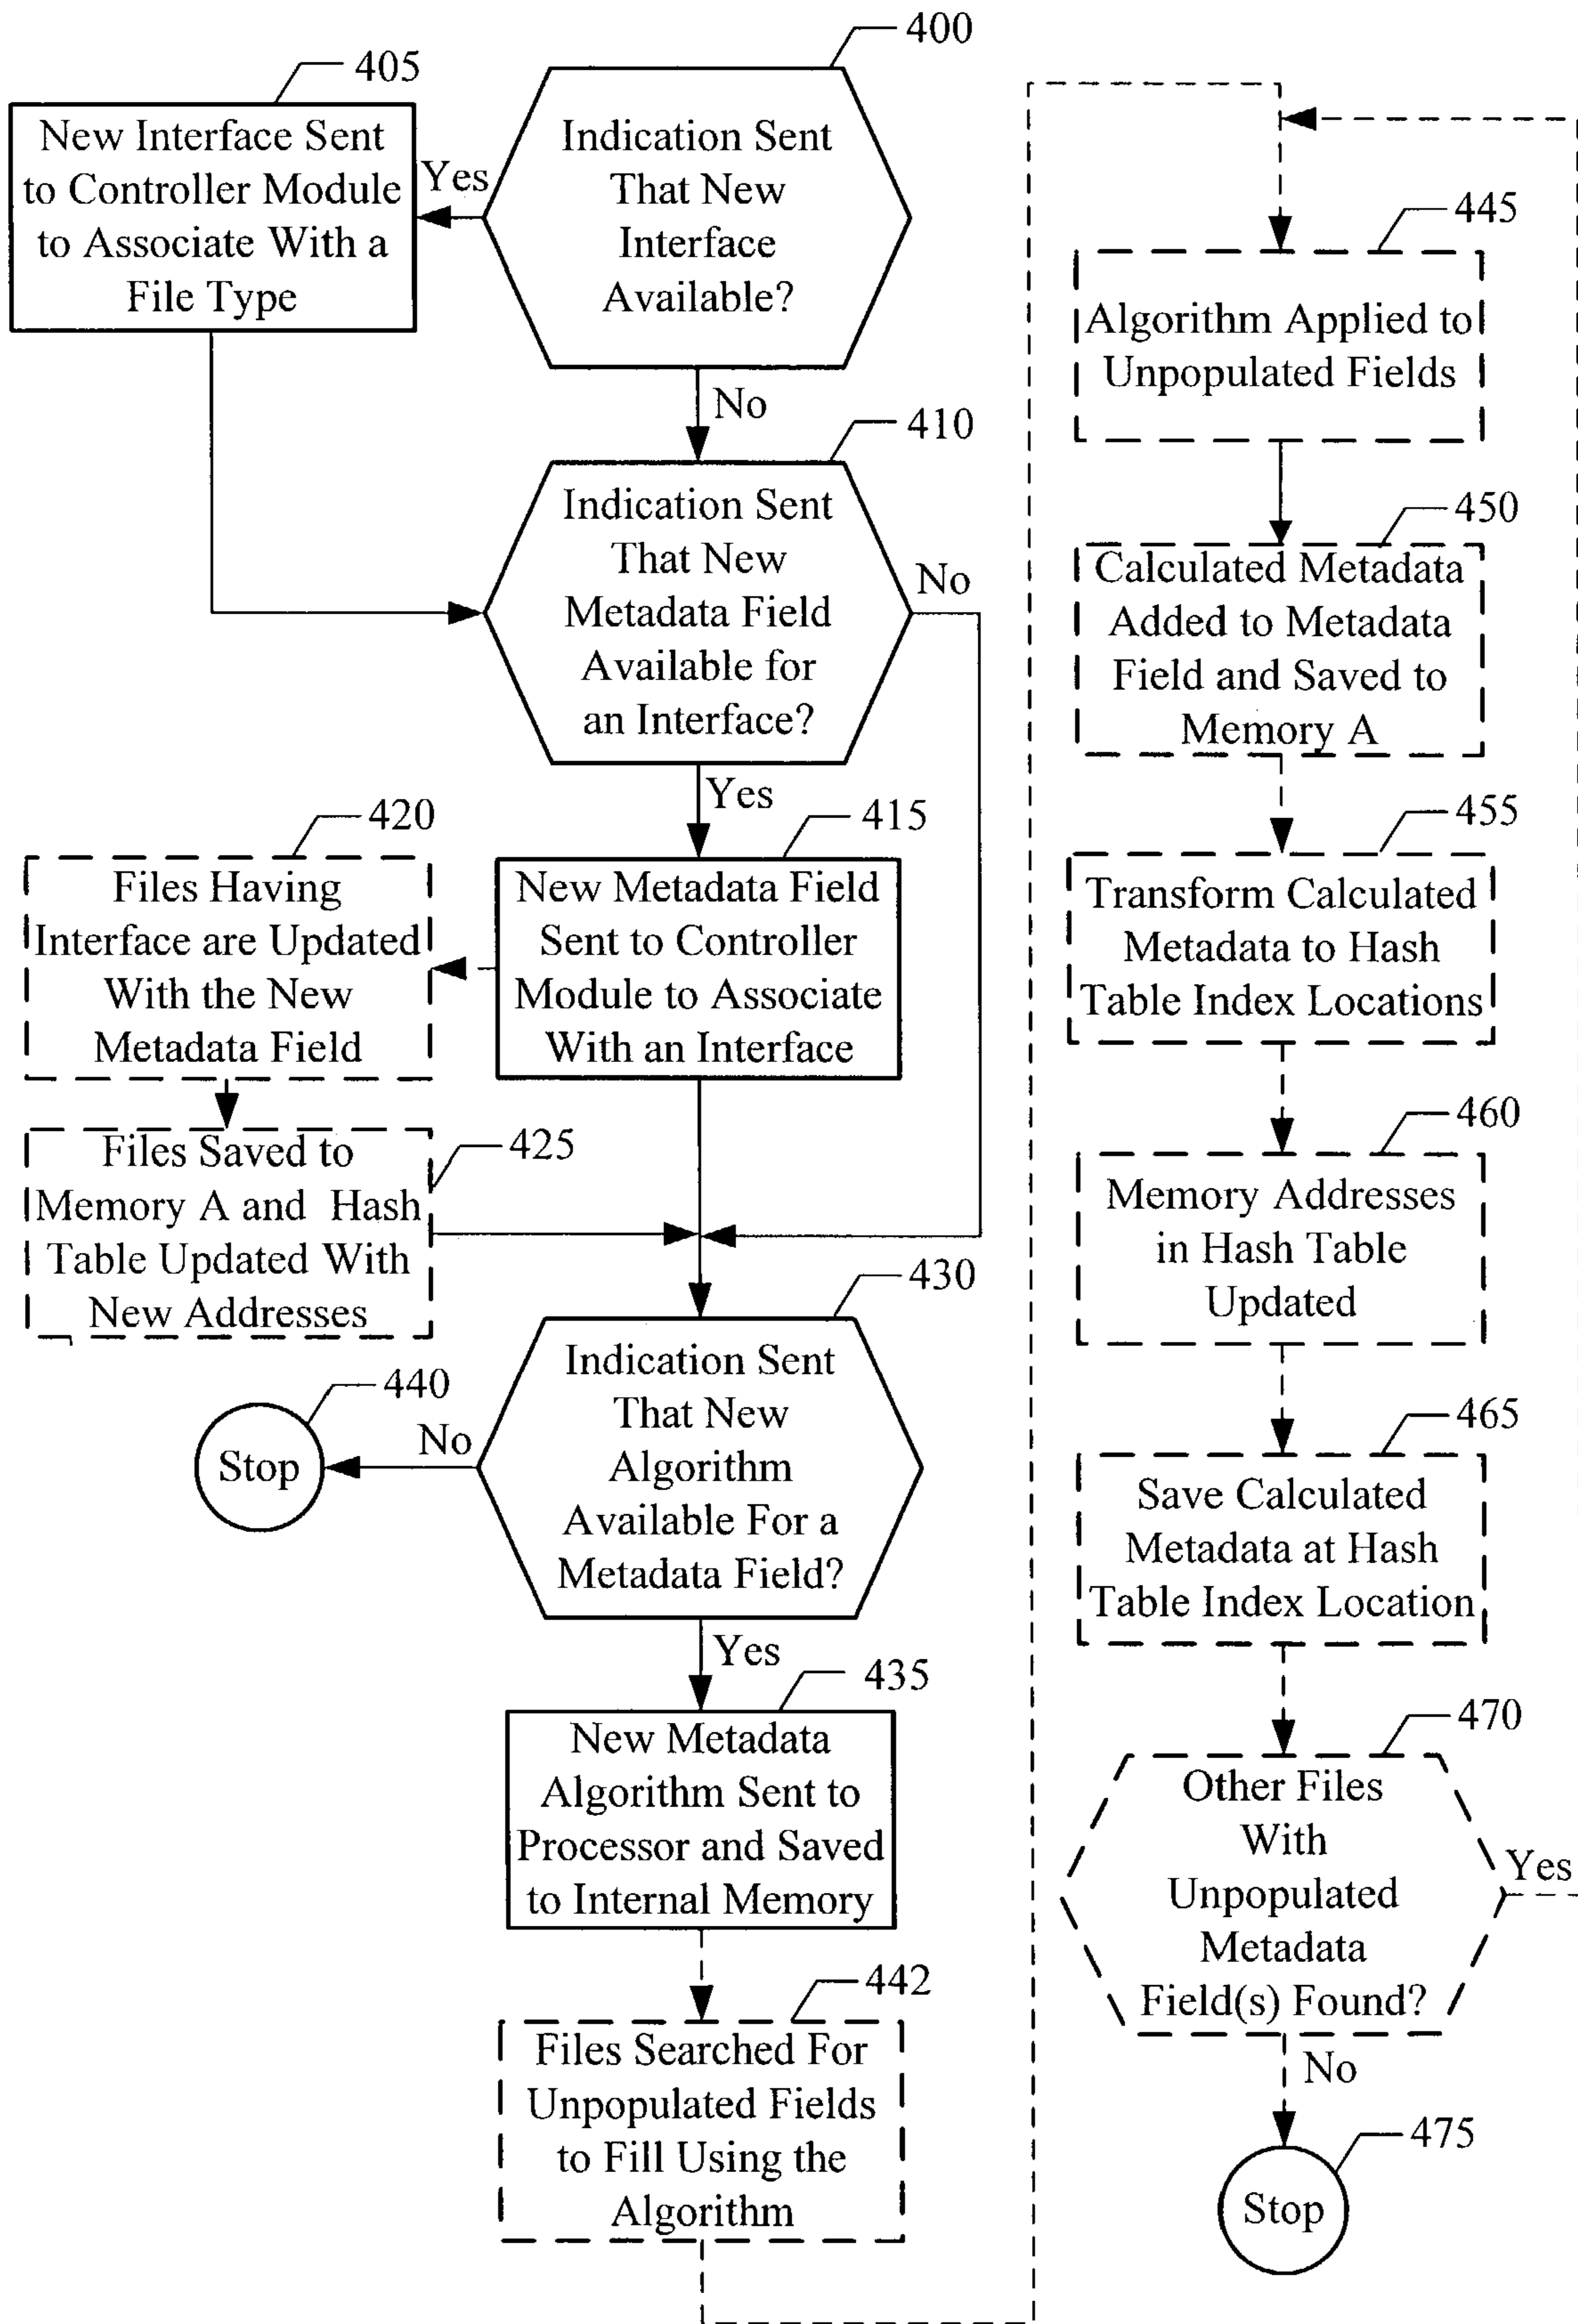 400
405
Indication Sent
That New
Interface
Available?
New Interface Sent
to Controller Module
to Associate With a
File Type
Yes
No
410
Indication Sent
That New
Metadata Field
Available for
an Interface?
No
Yes
415
New Metadata Field
Sent to Controller
Module to Associate
With an Interface
420
Files Having
Interface are Updated
With the New
Metadata Field
425
Files Saved to
Memory A and Hash
Table Updated With
New Addresses
430
Indication Sent
That New
Algorithm
Available For a
Metadata Field?
No
440
Stop
Yes
435
New Metadata
Algorithm Sent to
Processor and Saved
to Internal Memory
442
Files Searched For
Unpopulated Fields
to Fill Using the
Algorithm
445
Algorithm Applied to
Unpopulated Fields
450
Calculated Metadata
Added to Metadata
Field and Saved to
Memory A
455
Transform Calculated
Metadata to Hash
Table Index Locations
460
Memory Addresses
in Hash Table
Updated
465
Save Calculated
Metadata at Hash
Table Index Location
470
Other Files
With
Unpopulated
Metadata
Field(s) Found?
Yes
No
475
Stop